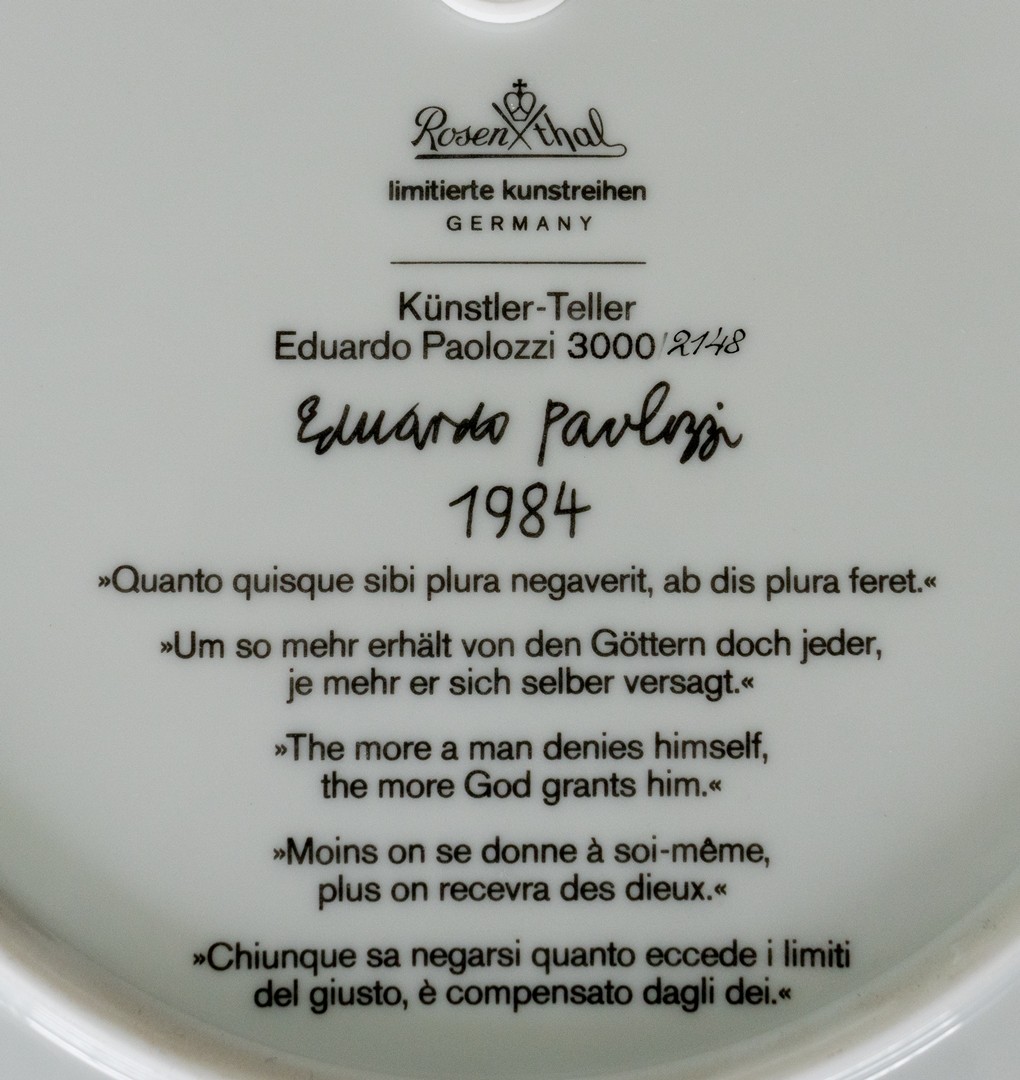 Rosenthal
limitierte kunstreihen
GERMANY
Künstler-Teller
Eduardo Paolozzi 3000/2148
Eduardo Paolozzi
1984
»Quanto quisque sibi plura negaverit, ab dis plura feret.«
»Um so mehr erhält von den Göttern doch jeder,
je mehr er sich selber versagt.«
»The more a man denies himself,
the more God grants him.«
»Moins on se donne à soi-même,
plus on recevra des dieux.«
»Chiunque sa negarsi quanto eccede i limiti
del giusto, è compensato dagli dei.«